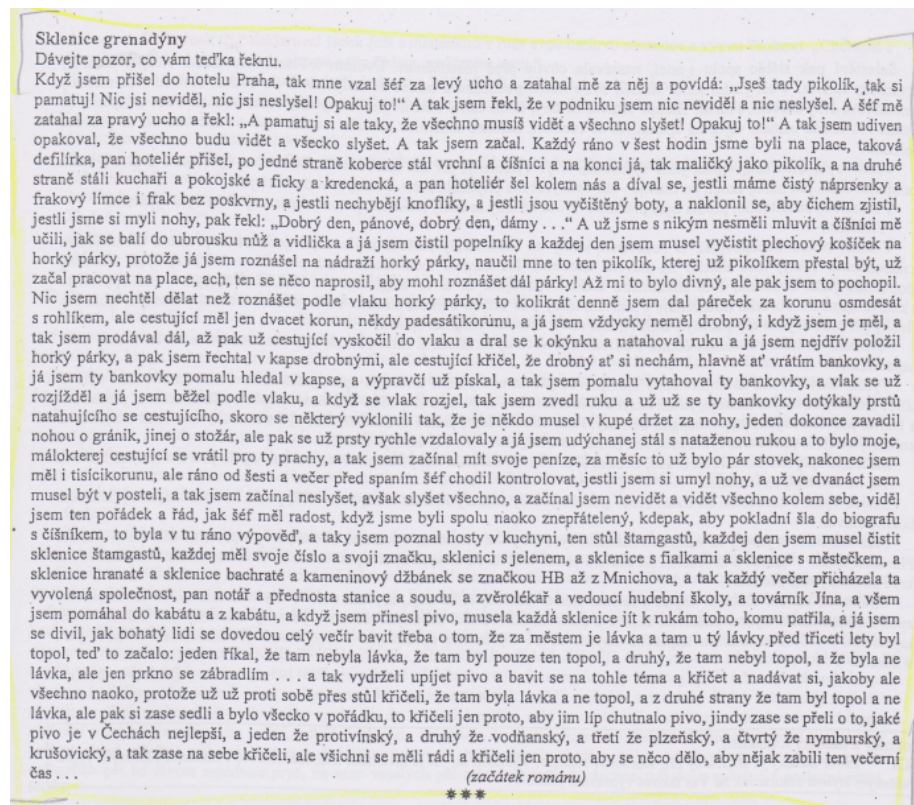 Sklenice grenadýny
Dávejte pozor, co vám teďka řeknu.
Když jsem přišel do hotelu Praha, tak mne vzal šéf za levý ucho a zatahal mě za něj a povídá: „Jseš tady pikolík, tak si
pamatuj! Nic jsi neviděl, nic jsi neslyšel! Opakuj to!“ A tak jsem řekl, že v podniku jsem nic neviděl a nic neslyšel. A šéf mě
zatahal za pravý ucho a řekl: „A pamatuj si ale taky, že všechno musíš vidět a všechno slyšet! Opakuj to!“ A tak jsem udiven
opakoval, že všechno budu vidět a všecko slyšet. A tak jsem začal. Každý ráno v šest hodin jsme byli na place, taková
defilírka, pan hoteliér přišel, po jedné straně koberce stál vrchní a číšníci a na konci já, tak maličký jako pikolík, a na druhé
straně stáli kuchaři a pokojské a ficky a kredencká, a pan hoteliér šel kolem nás a díval se, jestli máme čistý náprsenky a
frakový límce i frak bez poskvrny, a jestli nechybějí knoflíky, a jestli jsou vyčištěný boty, a naklonil se, aby čichem zjistil,
jestli jsme si myli nohy, pak řekl: „Dobrý den, pánové, dobrý den, dámy . . .“ A už jsme s nikým nesměli mluvit a číšníci mě
učili, jak se balí do ubrousku nůž a vidlička a já jsem čistil popelníky a každej den jsem musel vyčistit plechový košíček na
horký párky, protože já jsem roznášel na nádraží horký párky, naučil mne to ten pikolík, kterej už pikolíkem přestal být, už
začal pracovat na place, ach, ten se něco naprosil, aby mohl roznášet dál párky! Až mi to bylo divný, ale pak jsem to pochopil.
Nic jsem nechtěl dělat než roznášet podle vlaku horký párky, to kolikrát denně jsem dal páreček za korunu osmdesát
s rohlíkem, ale cestující měl jen dvacet korun, někdy padesátikorunu, a já jsem vždycky neměl drobný, i když jsem je měl, a
tak jsem prodával dál, až pak už cestující vyskočil do vlaku a dral se k okýnku a natahoval ruku a já jsem nejdřív položil
horký párky, a pak jsem řechtal v kapse drobnými, ale cestující křičel, že drobný ať si nechám, hlavně ať vrátím bankovky, a
já jsem ty bankovky pomalu hledal v kapse, a výpravčí už pískal, a tak jsem pomalu vytahoval ty bankovky, a vlak se už
rozjížděl a já jsem běžel podle vlaku, a když se vlak rozjel, tak jsem zvedl ruku a už už se ty bankovky dotýkaly prstů
natahujícího se cestujícího, skoro se některý vyklonili tak, že je někdo musel v kupé držet za nohy, jeden dokonce zavadil
nohou o gránik, jinej o stožár, ale pak se už prsty rychle vzdalovaly a já jsem udýchanej stál s nataženou rukou a to bylo moje,
málokterej cestující se vrátil pro ty prachy, a tak jsem začínal mít svoje peníze, za měsíc to už bylo pár stovek, nakonec jsem
měl i tisícikorunu, ale ráno od šesti a večer před spaním šéf chodil kontrolovat, jestli jsem si umyl nohy, a už ve dvanáct jsem
musel být v posteli, a tak jsem začínal neslyšet, avšak slyšet všechno, a začínal jsem nevidět a vidět všechno kolem sebe, viděl
jsem ten pořádek a řád, jak šéf měl radost, když jsme byli spolu naoko znepřátelený, kdepak, aby pokladní šla do biografu
s číšníkem, to byla v tu ráno výpověď, a taky jsem poznal hosty v kuchyni, ten stůl štamgastů, každej den jsem musel čistit
sklenice štamgastů, každej měl svoje číslo a svoji značku, sklenici s jelenem, a sklenice s fialkami a sklenice s městečkem, a
sklenice hranaté a sklenice bachraté a kameninový džbánek se značkou HB až z Mnichova, a tak každý večer přicházela ta
vyvolená společnost, pan notář a přednosta stanice a soudu, a zvěrolékař a vedoucí hudební školy, a továrník Jína, a všem
jsem pomáhal do kabátu a z kabátu, a když jsem přinesl pivo, musela každá sklenice jít k rukám toho, komu patřila, a já jsem
se divil, jak bohatý lidi se dovedou celý večír bavit třeba o tom, že za městem je lávka a tam u tý lávky před třiceti lety byl
topol, teď to začalo: jeden říkal, že tam nebyla lávka, že tam byl pouze ten topol, a druhý, že tam nebyl topol, a že byla ne
lávka, ale jen prkno se zábradlím . . . a tak vydrželi upíjet pivo a bavit se na tohle téma a křičet a nadávat si, jakoby ale
všechno naoko, protože už už proti sobě přes stůl křičeli, že tam byla lávka a ne topol, a z druhé strany že tam byl topol a ne
lávka, ale pak si zase sedli a bylo všecko v pořádku, to křičeli jen proto, aby jim líp chutnalo pivo, jindy zase se přeli o to, jaké
pivo je v Čechách nejlepší, a jeden že protivínský, a druhý že vodňanský, a třetí že plzeňský, a čtvrtý že nymburský, a
krušovický, a tak zase na sebe křičeli, ale všichni se měli rádi a křičeli jen proto, aby se něco dělo, aby nějak zabili ten večerní
čas . . . (začátek románu)
***